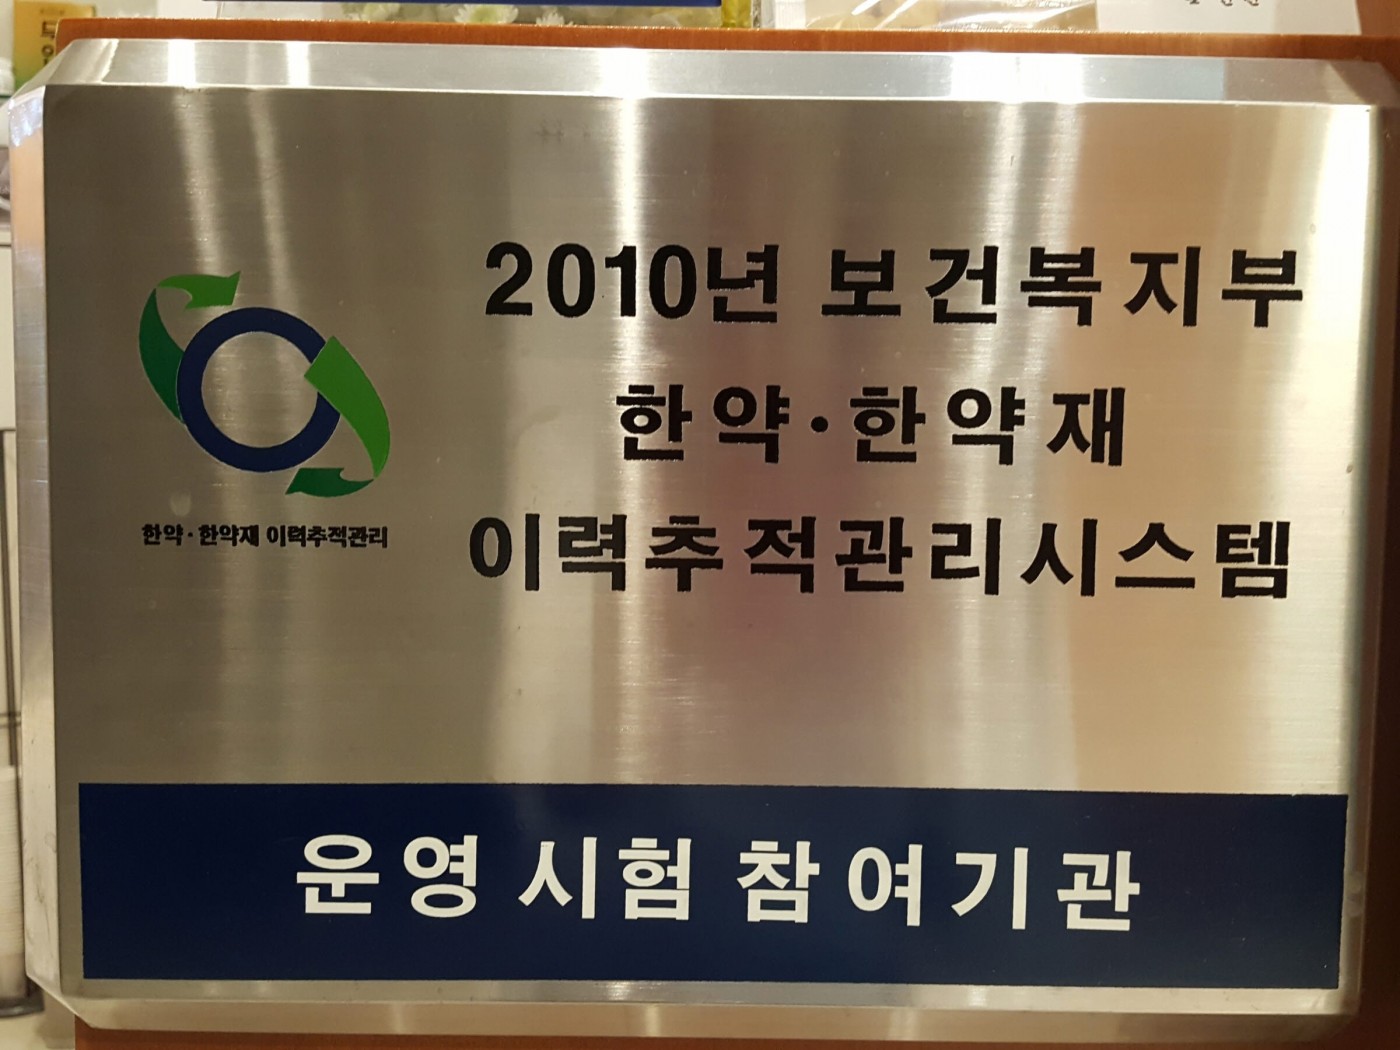 2010년 보건복지부
한약·한약재
이력추적관리시스템
한약·한약재 이력추적관리
운영 시험 참여기관